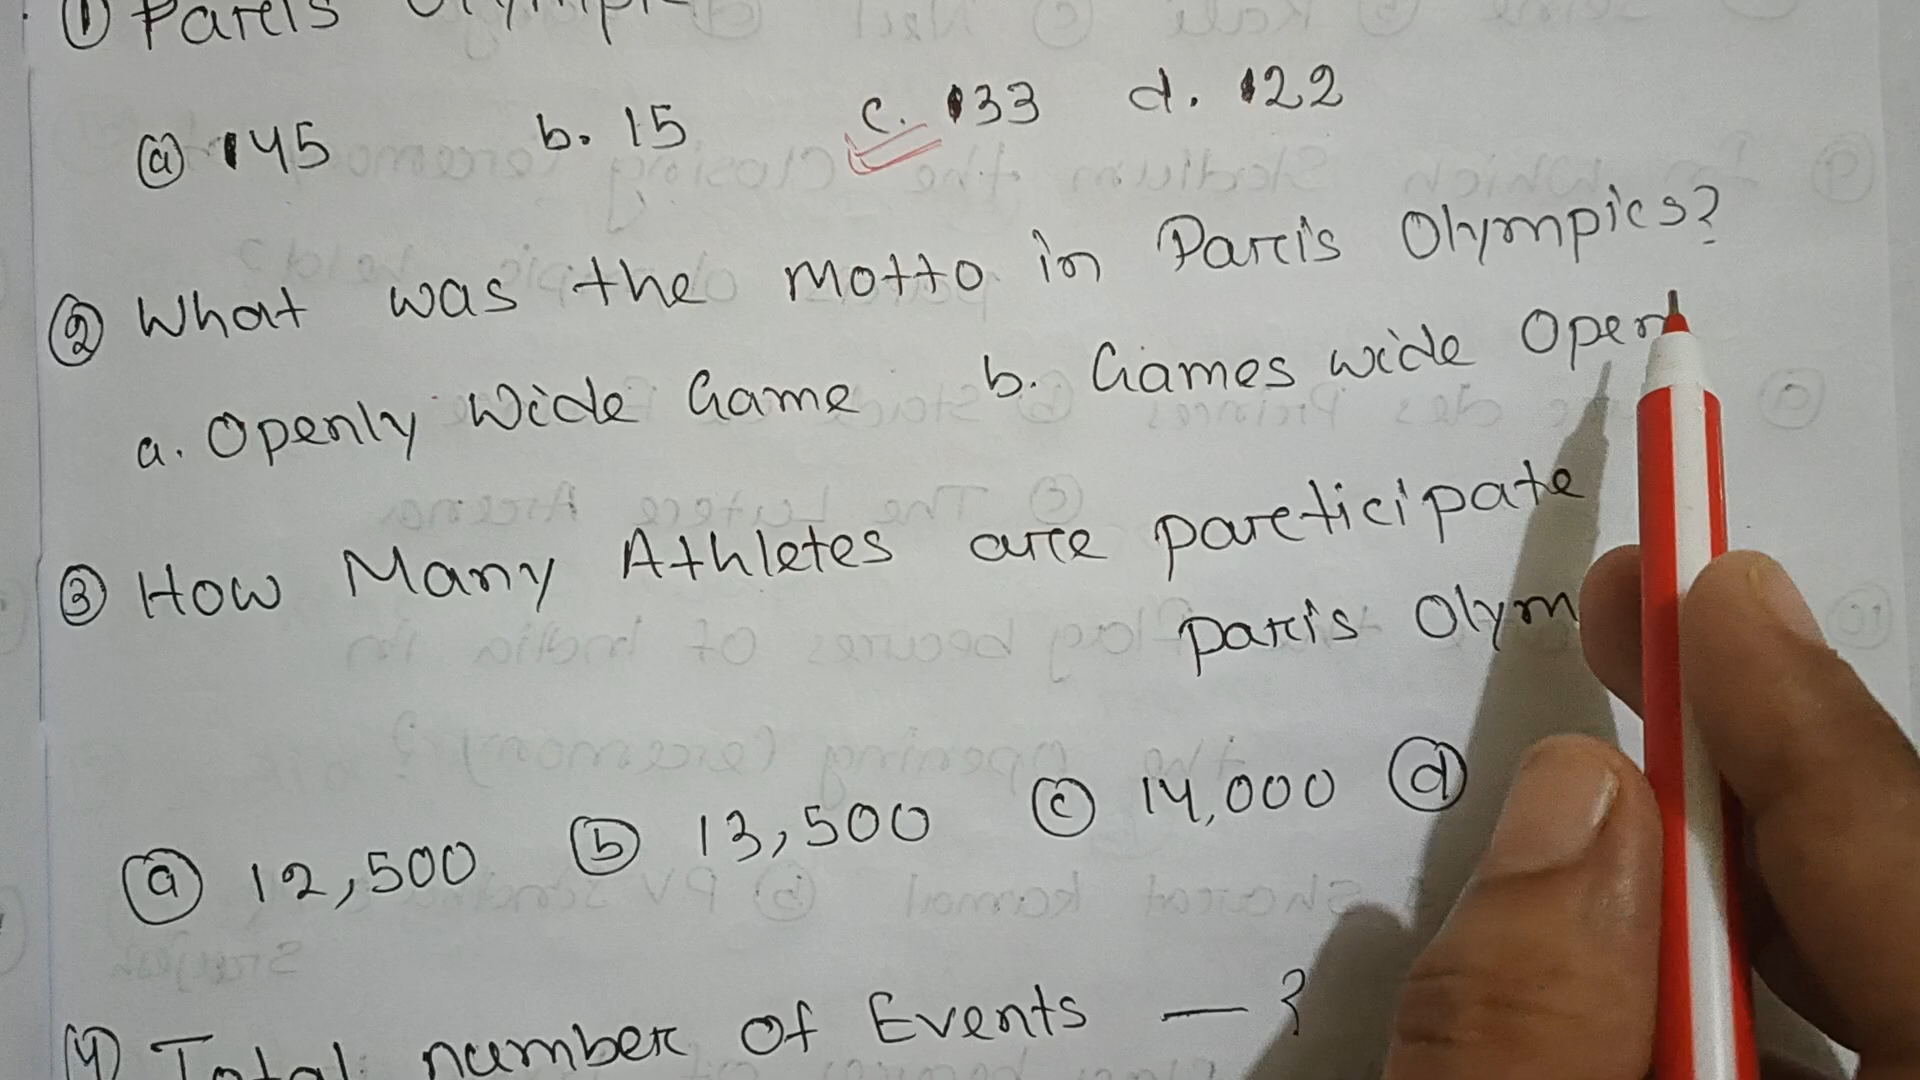 ① Paris Olympi
ⓐ 145 b. 15 c. 33 d. 122
② What was the Motto in Paris Olympics?
a. Openly Wide Game b. Games wide Open
③ How Many Athletes are participate
paris Olym
ⓐ 12,500 ⓑ 13,500 ⓒ 14,000 ⓓ
④ Total number of Events — ?